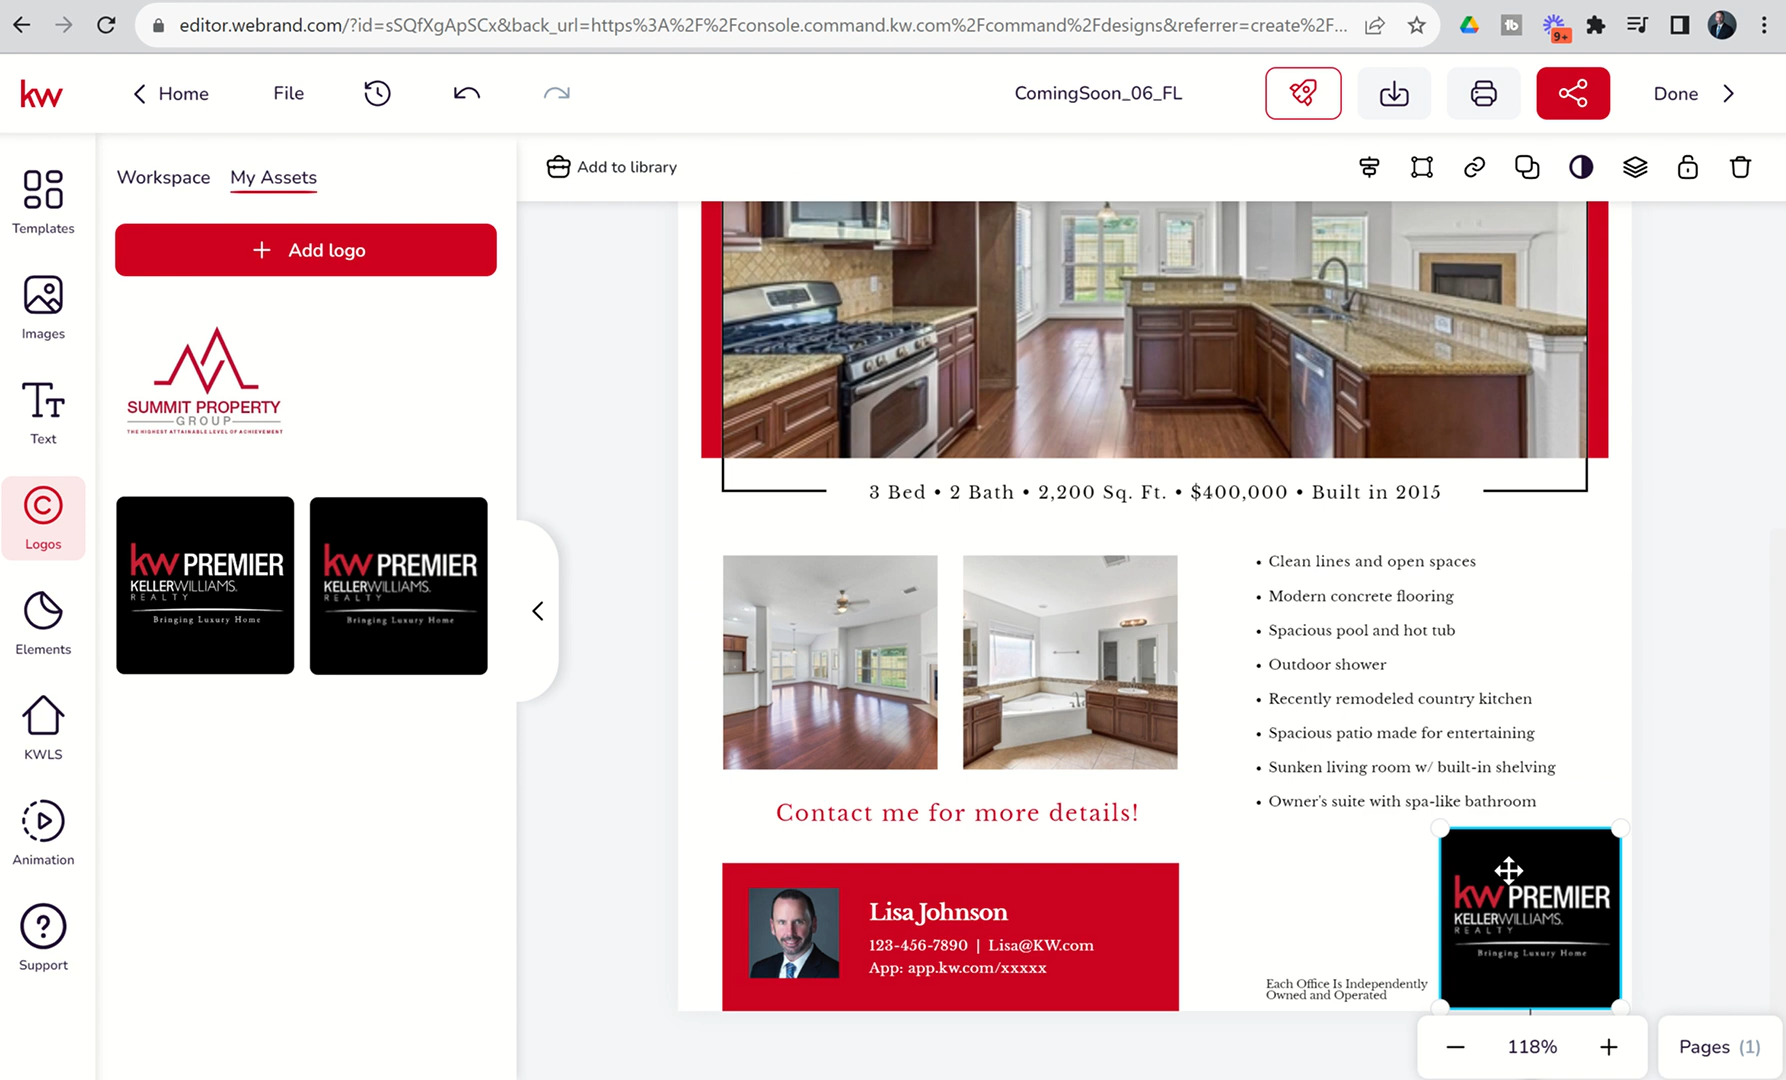 editor.webrand.com/?id=sSQfXgApSCx&back_url=https%3A%2F%2Fconsole.command.kw.com%2Fcommand%2Fdesigns&referrer=create%2F...
9+
kw
Home
File
ComingSoon_06_FL
Done
Templates
Images
Text
Logos
Elements
KWLS
Animation
Support
Workspace
My Assets
+ Add logo
SUMMIT PROPERTY
GROUP
THE HIGHEST ATTAINABLE LEVEL OF ACHIEVEMENT
kw PREMIER
KELLERWILLIAMS.
REALTY
Bringing Luxury Home
kw PREMIER
KELLERWILLIAMS.
REALTY
Bringing Luxury Home
Add to library
3 Bed • 2 Bath • 2,200 Sq. Ft. • $400,000 • Built in 2015
• Clean lines and open spaces
• Modern concrete flooring
• Spacious pool and hot tub
• Outdoor shower
• Recently remodeled country kitchen
• Spacious patio made for entertaining
• Sunken living room w/ built-in shelving
• Owner's suite with spa-like bathroom
Contact me for more details!
Lisa Johnson
123-456-7890 | Lisa@KW.com
App: app.kw.com/xxxxx
Each Office Is Independently
Owned and Operated
kw PREMIER
KELLERWILLIAMS.
REALTY
Bringing Luxury Home
118%
Pages (1)